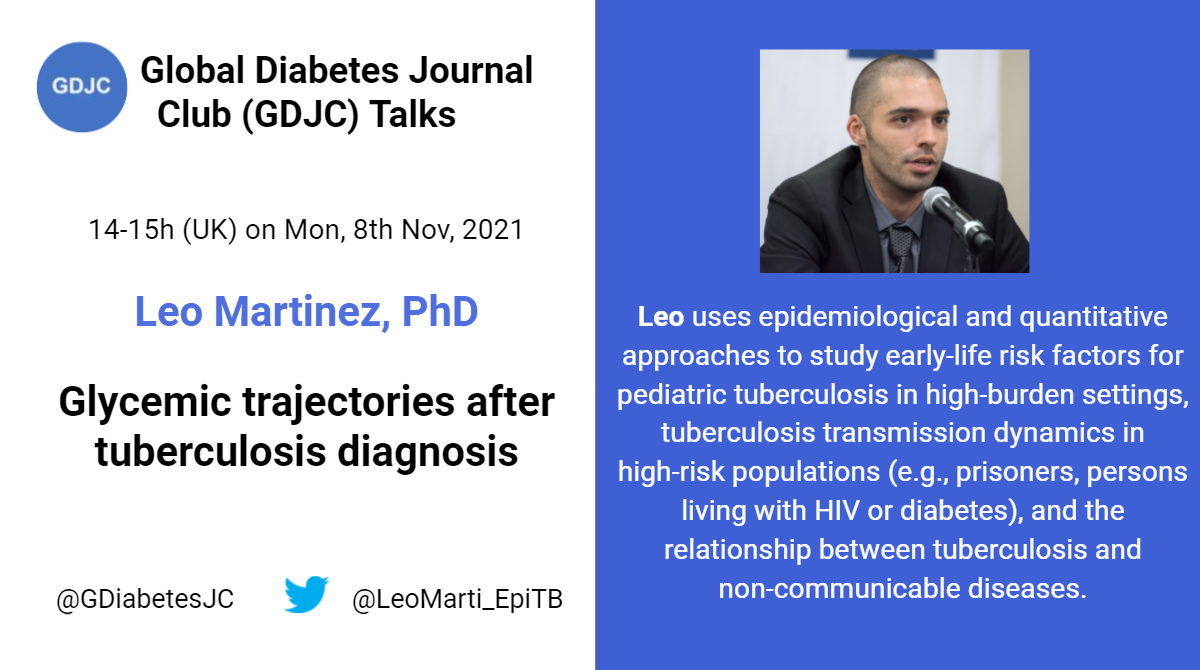 GDJC
Global Diabetes Journal
Club (GDJC) Talks
14-15h (UK) on Mon, 8th Nov, 2021
Leo Martinez, PhD
Glycemic trajectories after
tuberculosis diagnosis
@GDiabetesJC
@LeoMarti_EpiTB
Leo uses epidemiological and quantitative
approaches to study early-life risk factors for
pediatric tuberculosis in high-burden settings,
tuberculosis transmission dynamics in
high-risk populations (e.g., prisoners, persons
living with HIV or diabetes), and the
relationship between tuberculosis and
non-communicable diseases.